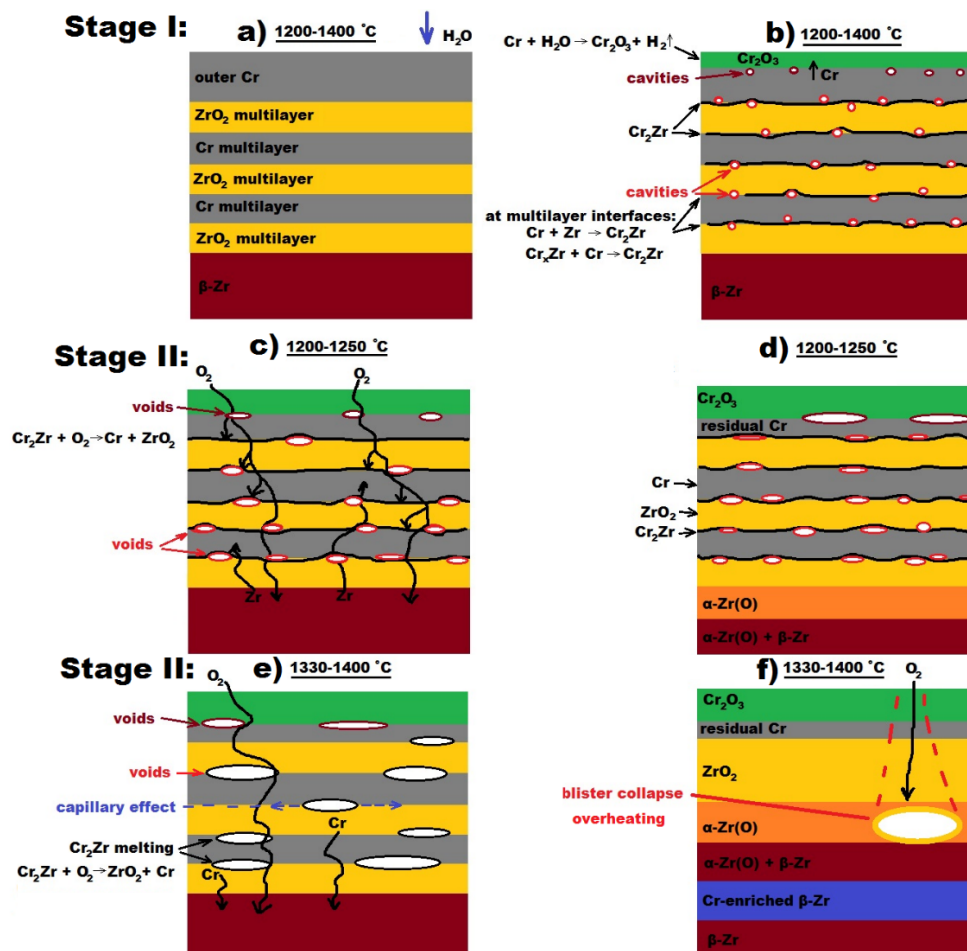 Stage I:
a) 1200-1400 °C
H₂O
outer Cr
ZrO₂ multilayer
Cr multilayer
ZrO₂ multilayer
Cr multilayer
ZrO₂ multilayer
β-Zr
b) 1200-1400 °C
Cr + H₂O → Cr₂O₃ + H₂↑
Cr₂O₃
cavities
Cr
Cr₂Zr
cavities
at multilayer interfaces:
Cr + Zr → Cr₂Zr
CrₓZr + Cr → Cr₂Zr
β-Zr
Stage II:
c) 1200-1250 °C
O₂
O₂
voids
Cr₂Zr + O₂→Cr + ZrO₂
voids
Zr
Zr
d) 1200-1250 °C
Cr₂O₃
residual Cr
Cr
ZrO₂
Cr₂Zr
α-Zr(O)
α-Zr(O) + β-Zr
Stage II:
e) 1330-1400 °C
O₂
voids
voids
capillary effect
Cr
Cr₂Zr melting
Cr₂Zr + O₂→ZrO₂+ Cr
Cr
f) 1330-1400 °C
O₂
Cr₂O₃
residual Cr
ZrO₂
blister collapse
overheating
α-Zr(O)
α-Zr(O) + β-Zr
Cr-enriched β-Zr
β-Zr